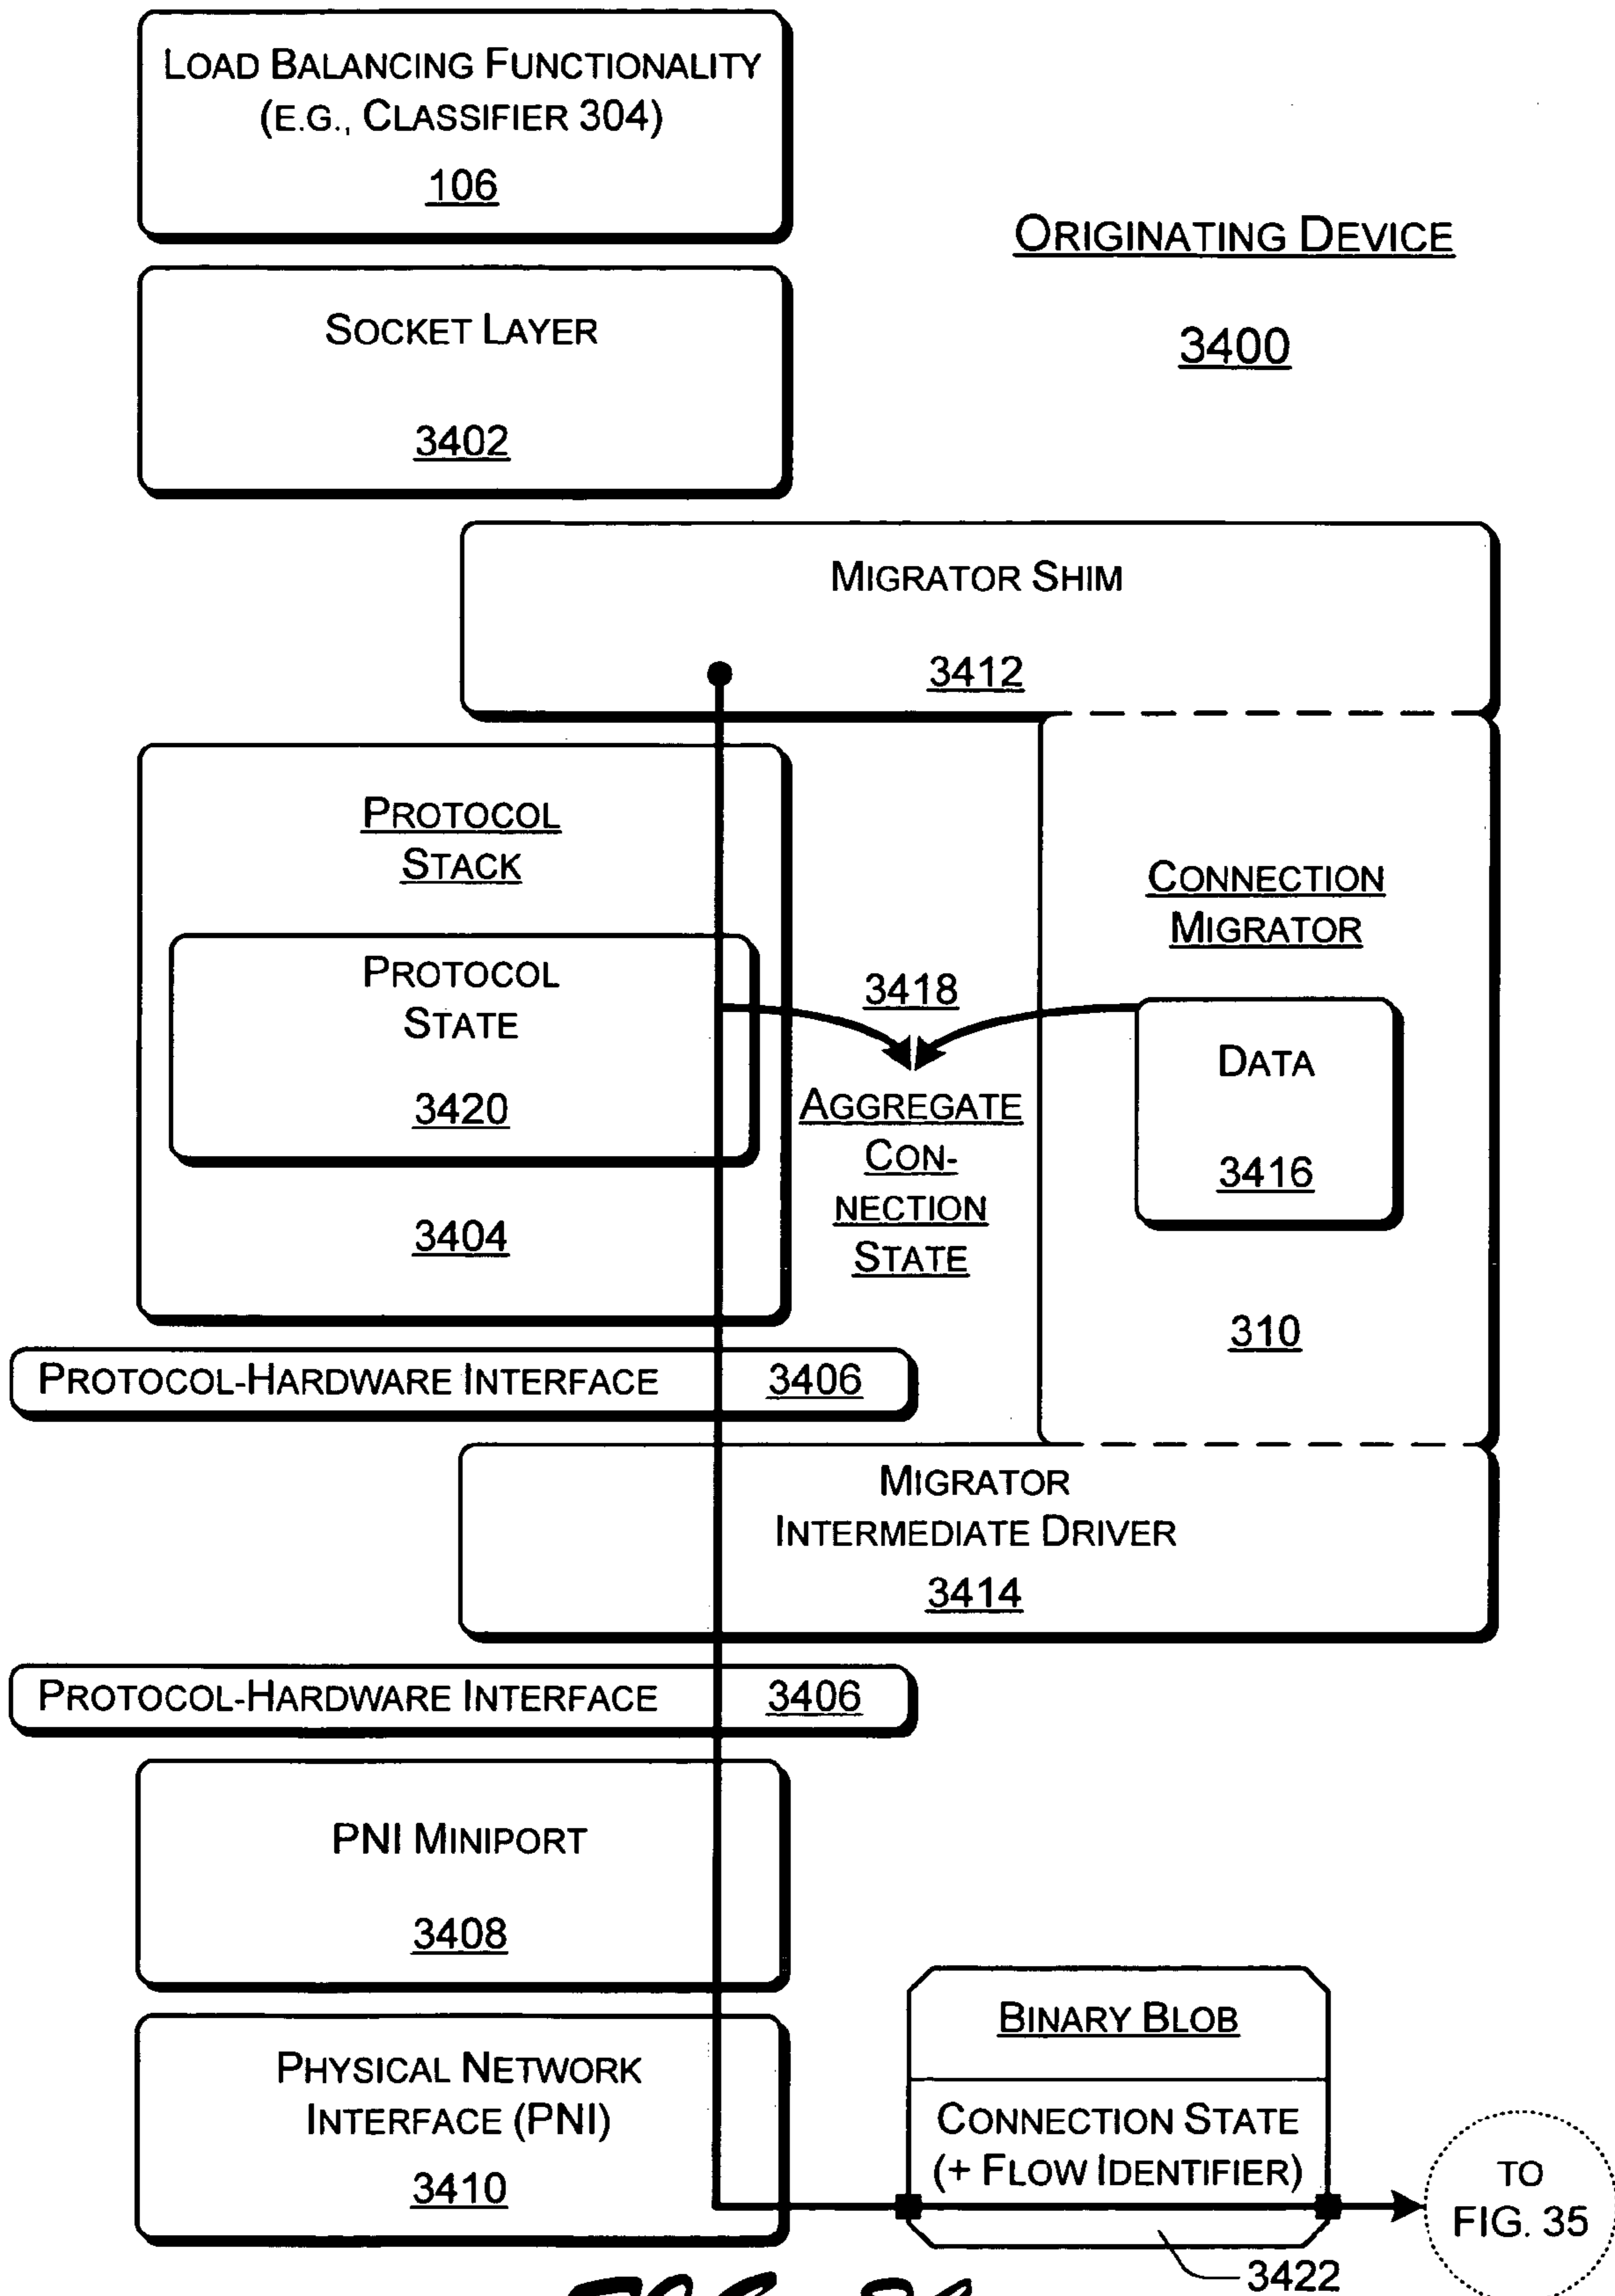 LOAD BALANCING FUNCTIONALITY
(E.G., CLASSIFIER 304)
106
ORIGINATING DEVICE
3400
SOCKET LAYER
3402
MIGRATOR SHIM
3412
PROTOCOL
STACK
PROTOCOL
STATE
3420
3404
3418
AGGREGATE
CON-
NECTION
STATE
CONNECTION
MIGRATOR
DATA
3416
310
PROTOCOL-HARDWARE INTERFACE 3406
MIGRATOR
INTERMEDIATE DRIVER
3414
PROTOCOL-HARDWARE INTERFACE 3406
PNI MINIPORT
3408
PHYSICAL NETWORK
INTERFACE (PNI)
3410
BINARY BLOB
CONNECTION STATE
(+ FLOW IDENTIFIER)
3422
TO
FIG. 35